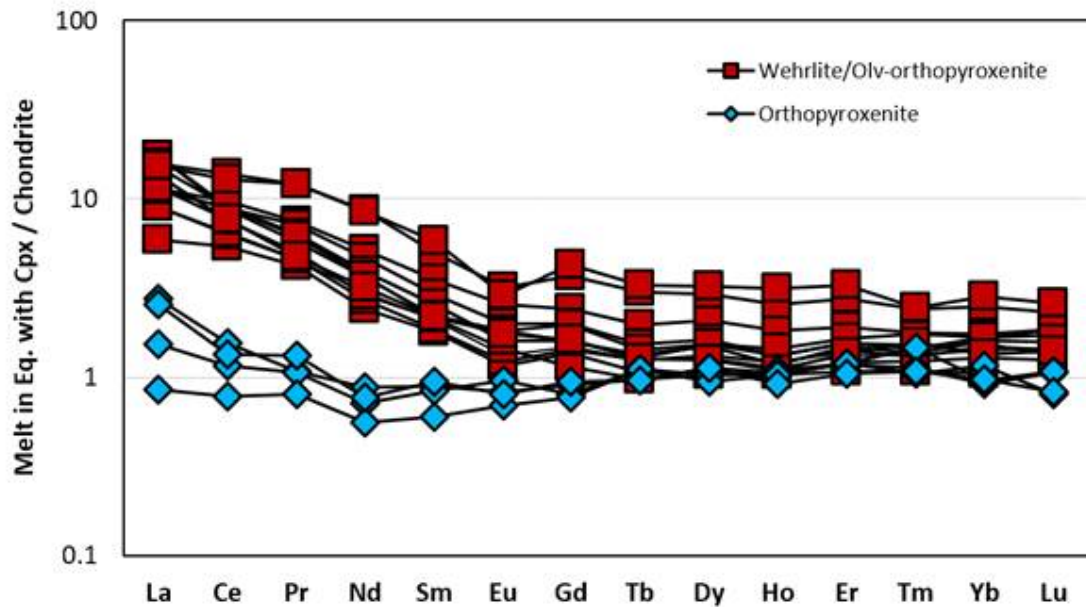 Melt in Eq. with Cpx / Chondrite
100
10
1
0.1
Wehrlite/Olv-orthopyroxenite
Orthopyroxenite
La Ce Pr Nd Sm Eu Gd Tb Dy Ho Er Tm Yb Lu